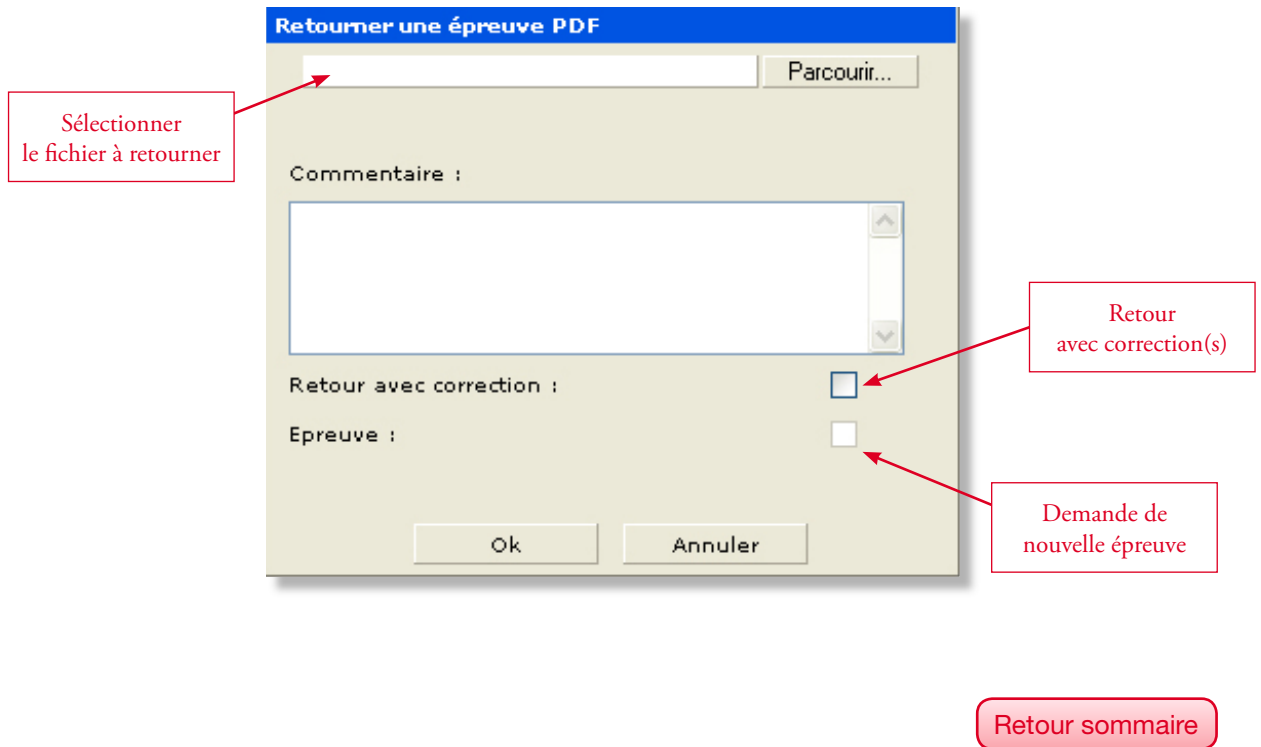 Retourner une épreuve PDF
Parcourir...
Sélectionner
le fichier à retourner
Commentaire :
Retour
avec correction(s)
Retour avec correction :
Epreuve :
Demande de
nouvelle épreuve
Ok
Annuler
Retour sommaire